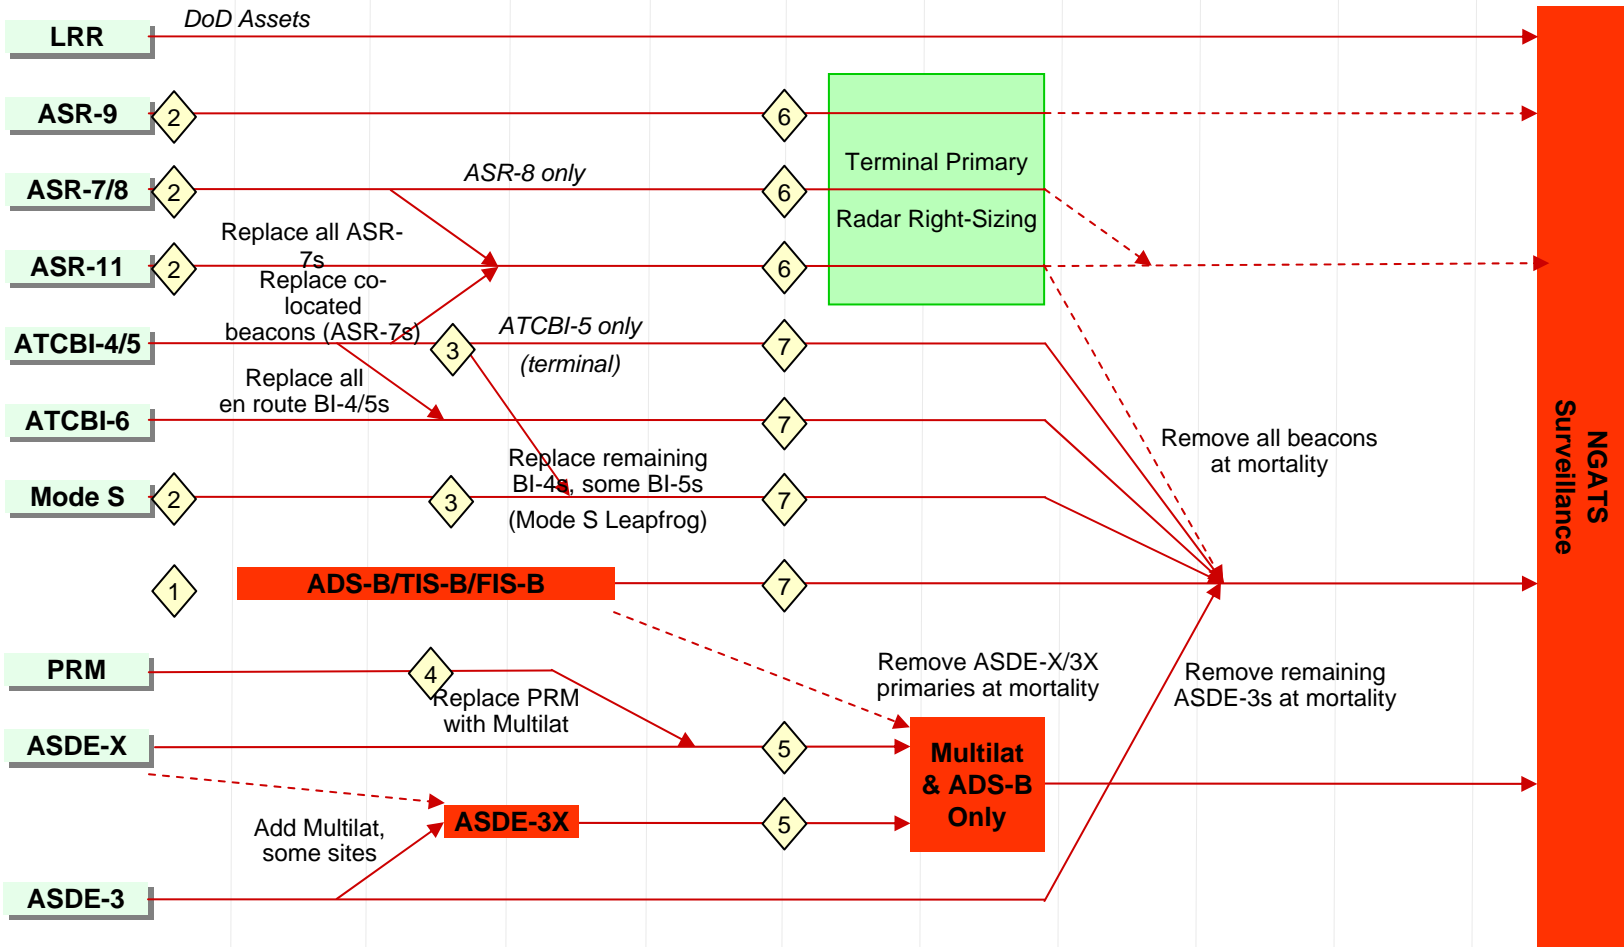 DoD Assets
LRR
ASR-9
2
6
Terminal Primary
Radar Right-Sizing
ASR-7/8
2
ASR-8 only
6
Replace all ASR-
7s
ASR-11
2
6
Replace co-
located
beacons (ASR-7s)
ATCBI-4/5
3
ATCBI-5 only
(terminal)
7
Replace all
en route BI-4/5s
ATCBI-6
7
Remove all beacons
at mortality
Replace remaining
BI-4s, some BI-5s
(Mode S Leapfrog)
Mode S
2
3
7
1
ADS-B/TIS-B/FIS-B
7
PRM
4
Replace PRM
with Multilat
Remove ASDE-X/3X
primaries at mortality
Remove remaining
ASDE-3s at mortality
ASDE-X
5
Multilat
& ADS-B
Only
ASDE-3X
5
Add Multilat,
some sites
ASDE-3
NGATS
Surveillance